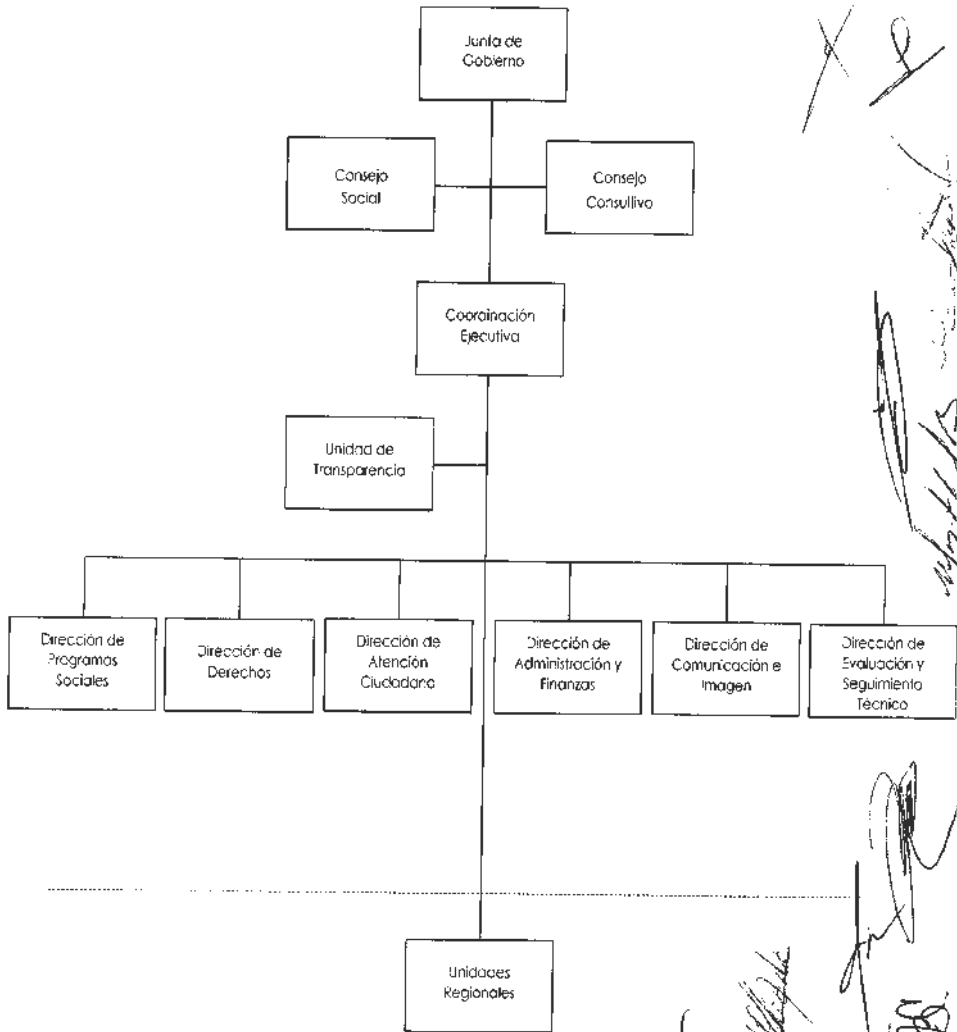 Junta de
Gobierno
Consejo
Social
Consejo
Consultivo
Coordinación
Ejecutiva
Unidad de
Transparencia
Dirección de
Programas
Sociales
Dirección de
Derechos
Dirección de
Atención
Ciudadana
Dirección de
Administración y
Finanzas
Dirección de
Comunicación e
Imagen
Dirección de
Evaluación y
Seguimiento
Técnico
Unidades
Regionales